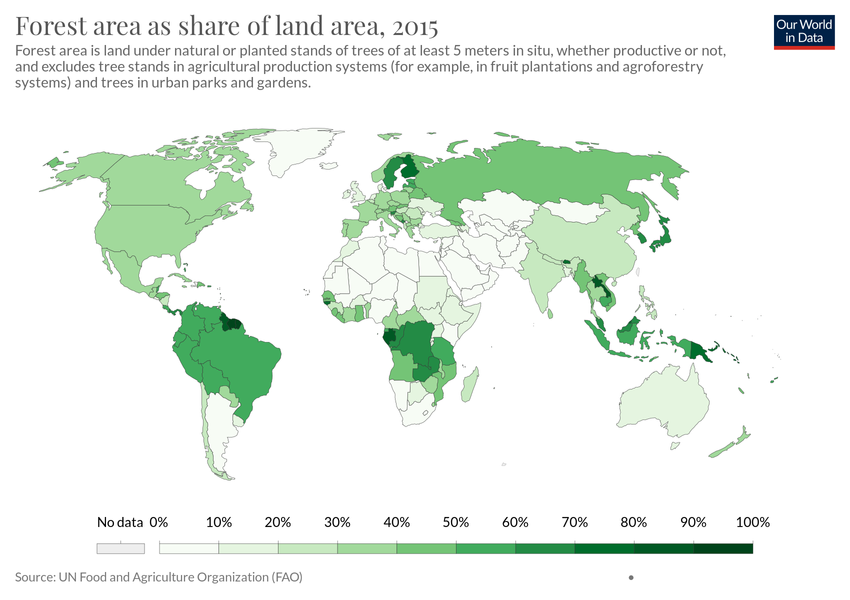 Forest area as share of land area, 2015
Our World
in Data
Forest area is land under natural or planted stands of trees of at least 5 meters in situ, whether productive or not,
and excludes tree stands in agricultural production systems (for example, in fruit plantations and agroforestry
systems) and trees in urban parks and gardens.
No data 0% 10% 20% 30% 40% 50% 60% 70% 80% 90% 100%
Source: UN Food and Agriculture Organization (FAO)